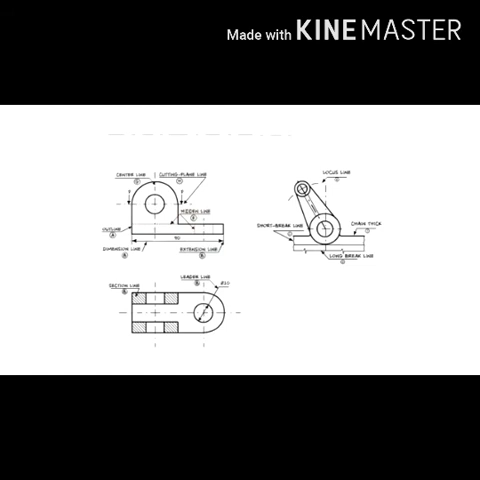 Made with KINEMASTER
CENTER LINE
CUTTING-PLANE LINE
LOCUS LINE
HIDDEN LINE
SHORT-BREAK LINE
CHAIN THICK
OUTLINE
90
DIMENSION LINE
EXTENSION LINE
LONG BREAK LINE
LEADER LINE
SECTION LINE
Ø20